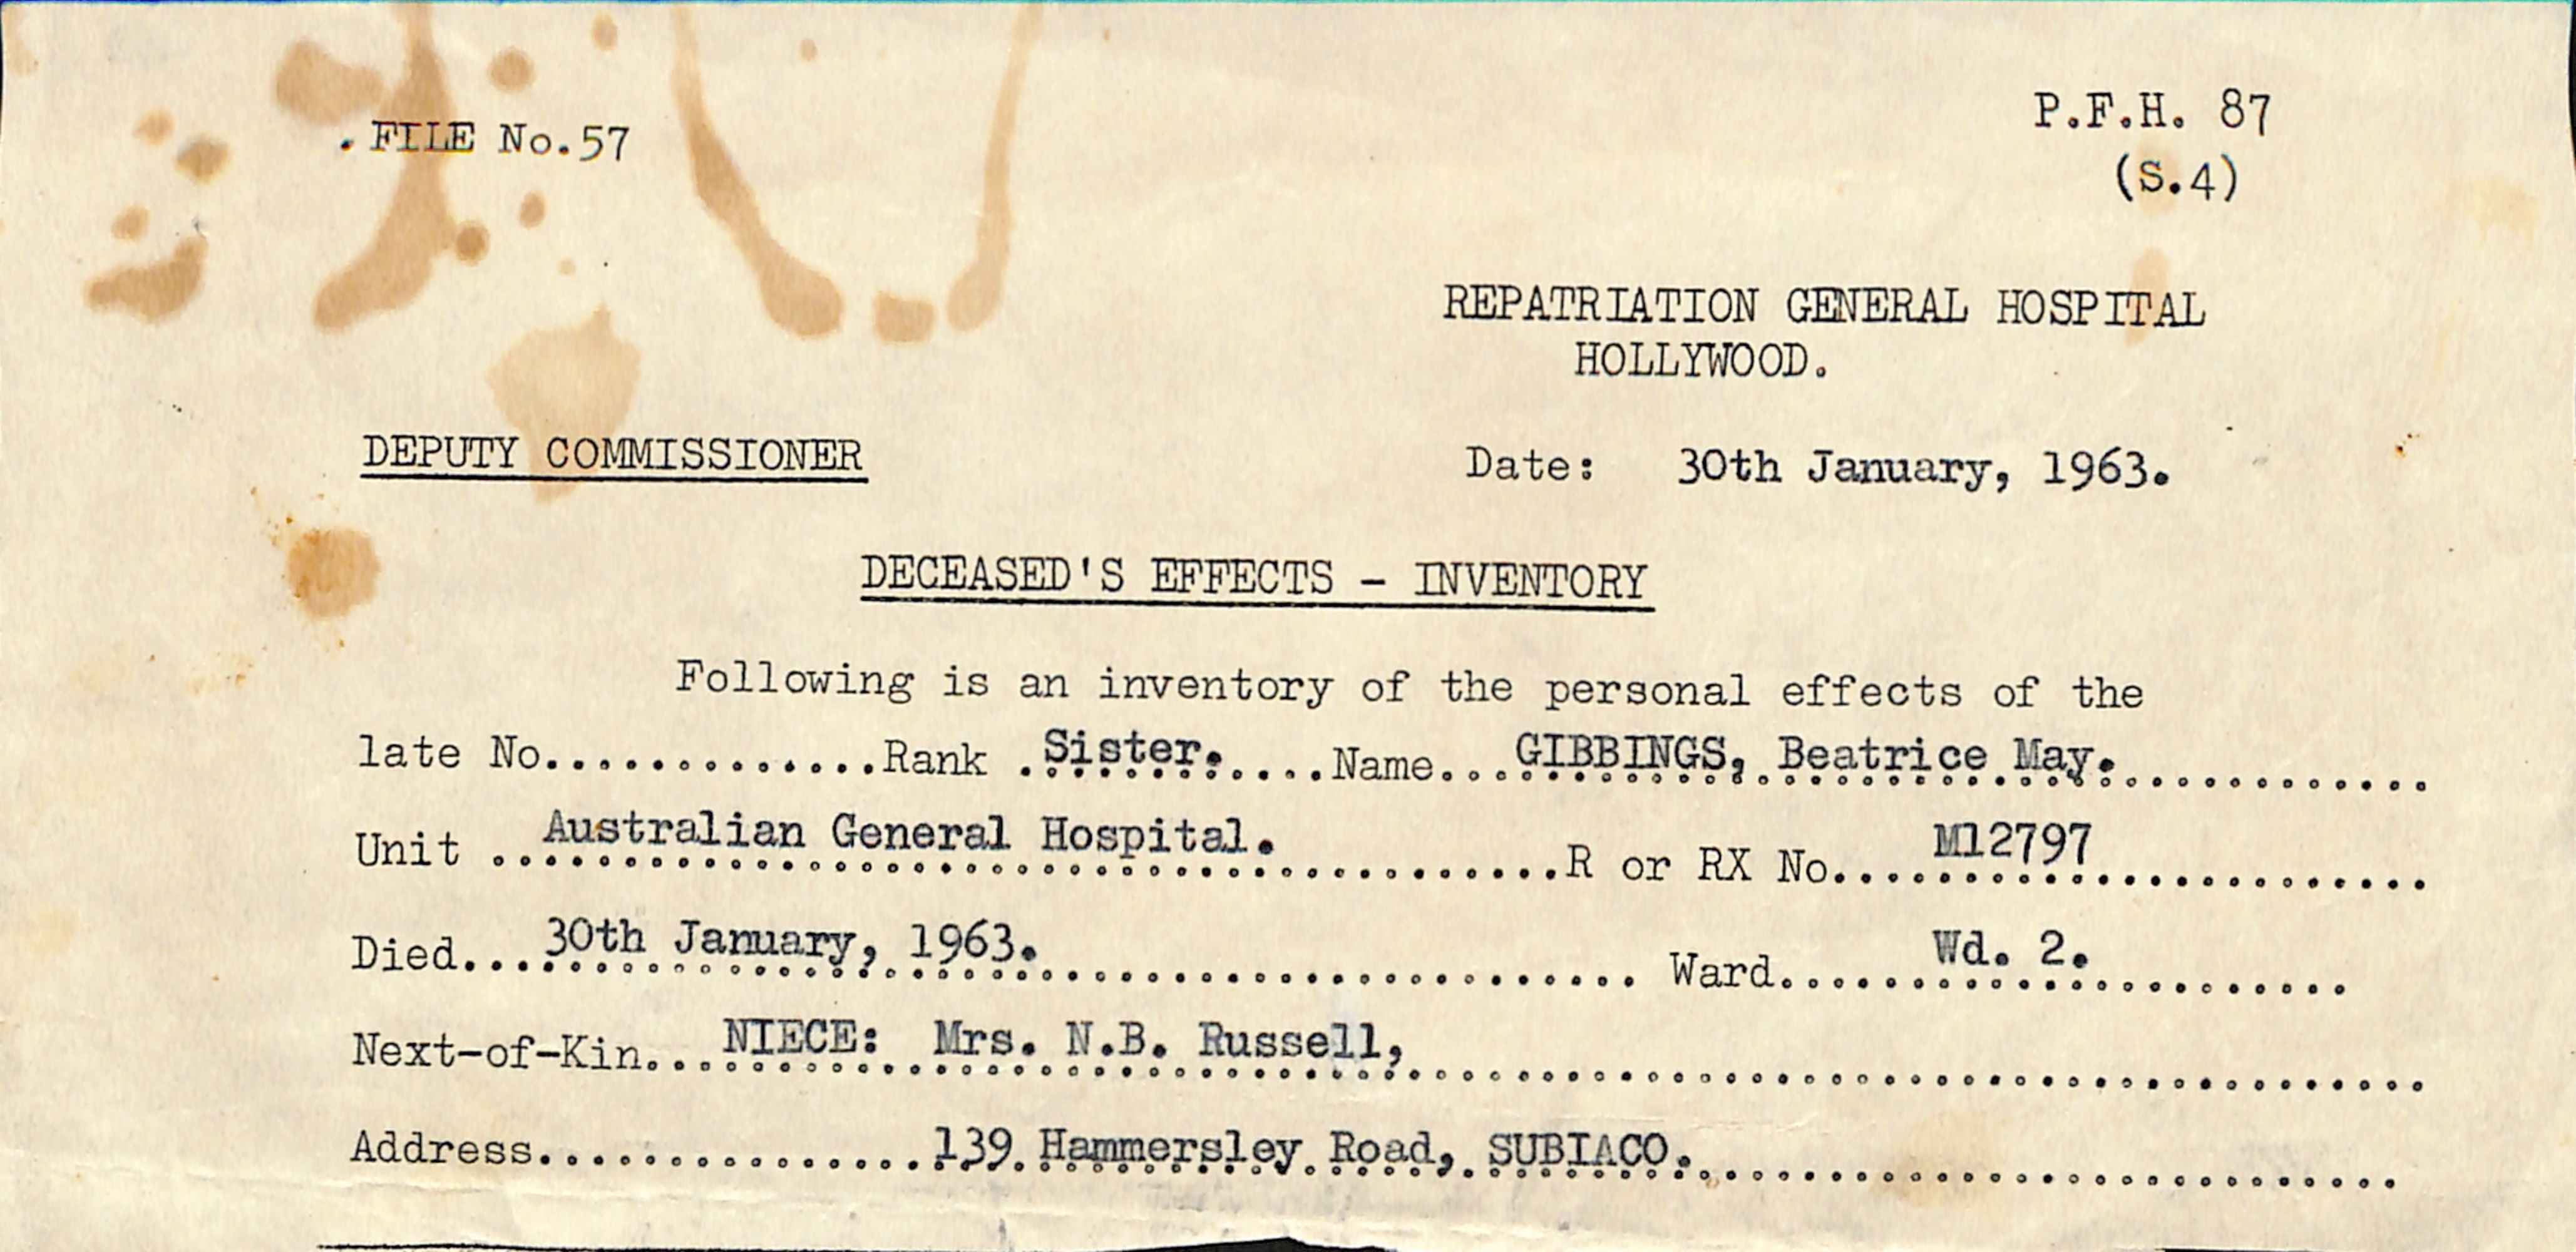 . FILE No.57
P.F.H. 87
(S.4)
REPATRIATION GENERAL HOSPITAL
HOLLYWOOD.
DEPUTY COMMISSIONER
Date: 30th January, 1963.
DECEASED'S EFFECTS - INVENTORY
Following is an inventory of the personal effects of the
late No..............Rank .Sister.....Name...GIBBINGS, Beatrice May.............
Unit ...Australian General Hospital............R or RX No....M12797.............
Died...30th January, 1963........................ Ward......Wd. 2..........
Next-of-Kin...NIECE: Mrs. N.B. Russell,.......................................
Address...............139 Hammersley Road, SUBIACO...........................